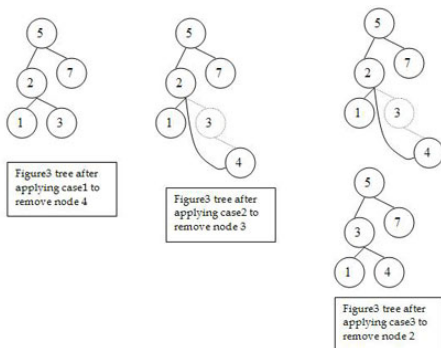 5
2
7
1
3
Figure3 tree after
applying case1 to
remove node 4
5
2
7
1
3
4
Figure3 tree after
applying case2 to
remove node 3
5
2
7
1
3
4
5
3
7
1
4
Figure3 tree after
applying case3 to
remove node 2